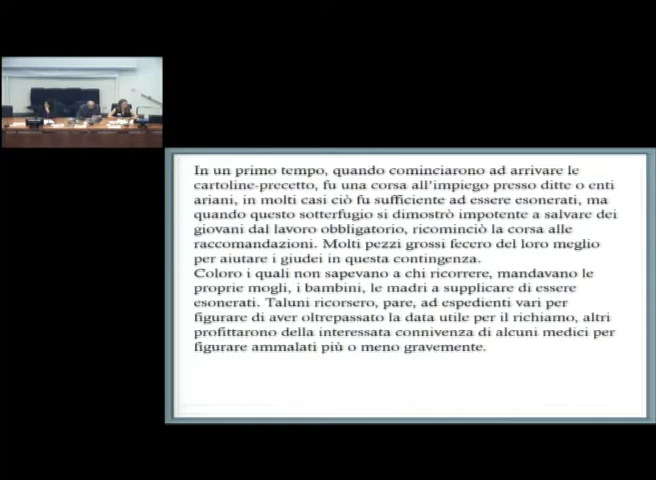 In un primo tempo, quando cominciarono ad arrivare le
cartoline-precetto, fu una corsa all'impiego presso ditte o enti
ariani, in molti casi ciò fu sufficiente ad essere esonerati, ma
quando questo sotterfugio si dimostrò impotente a salvare dei
giovani dal lavoro obbligatorio, ricominciò la corsa alle
raccomandazioni. Molti pezzi grossi fecero del loro meglio
per aiutare i giudei in questa contingenza.
Coloro i quali non sapevano a chi ricorrere, mandavano le
proprie mogli, i bambini, le madri a supplicare di essere
esonerati. Taluni ricorsero, pare, ad espedienti vari per
figurare di aver oltrepassato la data utile per il richiamo, altri
profittarono della interessata connivenza di alcuni medici per
figurare ammalati più o meno gravemente.